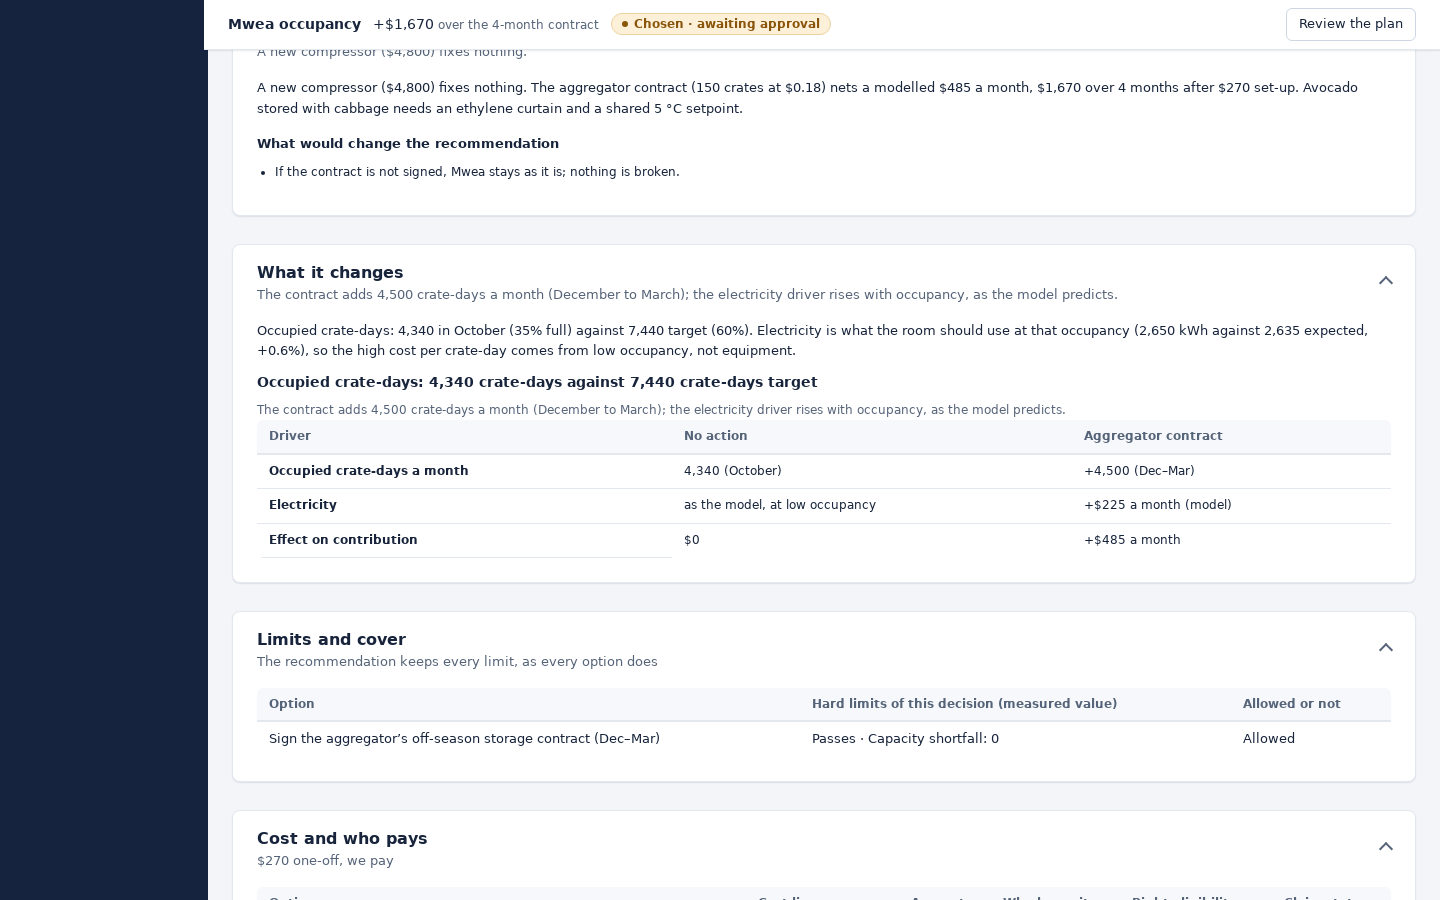 Mwea occupancy +$1,670 over the 4-month contract Chosen · awaiting approval Review the plan
A new compressor ($4,800) fixes nothing.
A new compressor ($4,800) fixes nothing. The aggregator contract (150 crates at $0.18) nets a modelled $485 a month, $1,670 over 4 months after $270 set-up. Avocado
stored with cabbage needs an ethylene curtain and a shared 5 °C setpoint.
What would change the recommendation
• If the contract is not signed, Mwea stays as it is; nothing is broken.
What it changes
The contract adds 4,500 crate-days a month (December to March); the electricity driver rises with occupancy, as the model predicts.
Occupied crate-days: 4,340 in October (35% full) against 7,440 target (60%). Electricity is what the room should use at that occupancy (2,650 kWh against 2,635 expected,
+0.6%), so the high cost per crate-day comes from low occupancy, not equipment.
Occupied crate-days: 4,340 crate-days against 7,440 crate-days target
The contract adds 4,500 crate-days a month (December to March); the electricity driver rises with occupancy, as the model predicts.
Driver No action Aggregator contract
Occupied crate-days a month 4,340 (October) +4,500 (Dec–Mar)
Electricity as the model, at low occupancy +$225 a month (model)
Effect on contribution $0 +$485 a month
Limits and cover
The recommendation keeps every limit, as every option does
Option Hard limits of this decision (measured value) Allowed or not
Sign the aggregator’s off-season storage contract (Dec–Mar) Passes · Capacity shortfall: 0 Allowed
Cost and who pays
$270 one-off, we pay